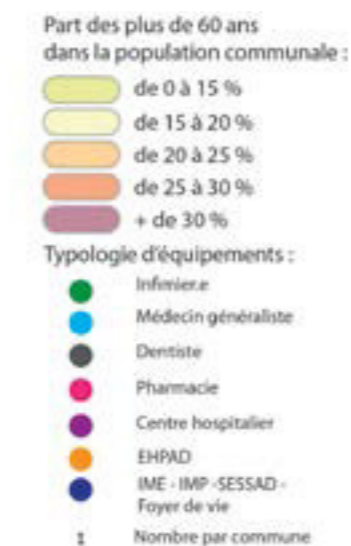 Part des plus de 60 ans
dans la population communale :
de 0 à 15 %
de 15 à 20 %
de 20 à 25 %
de 25 à 30 %
+ de 30 %
Typologie d'équipements :
Infimier.e
Médecin généraliste
Dentiste
Pharmacie
Centre hospitalier
EHPAD
IME - IMP -SESSAD -
Foyer de vie
1 Nombre par commune